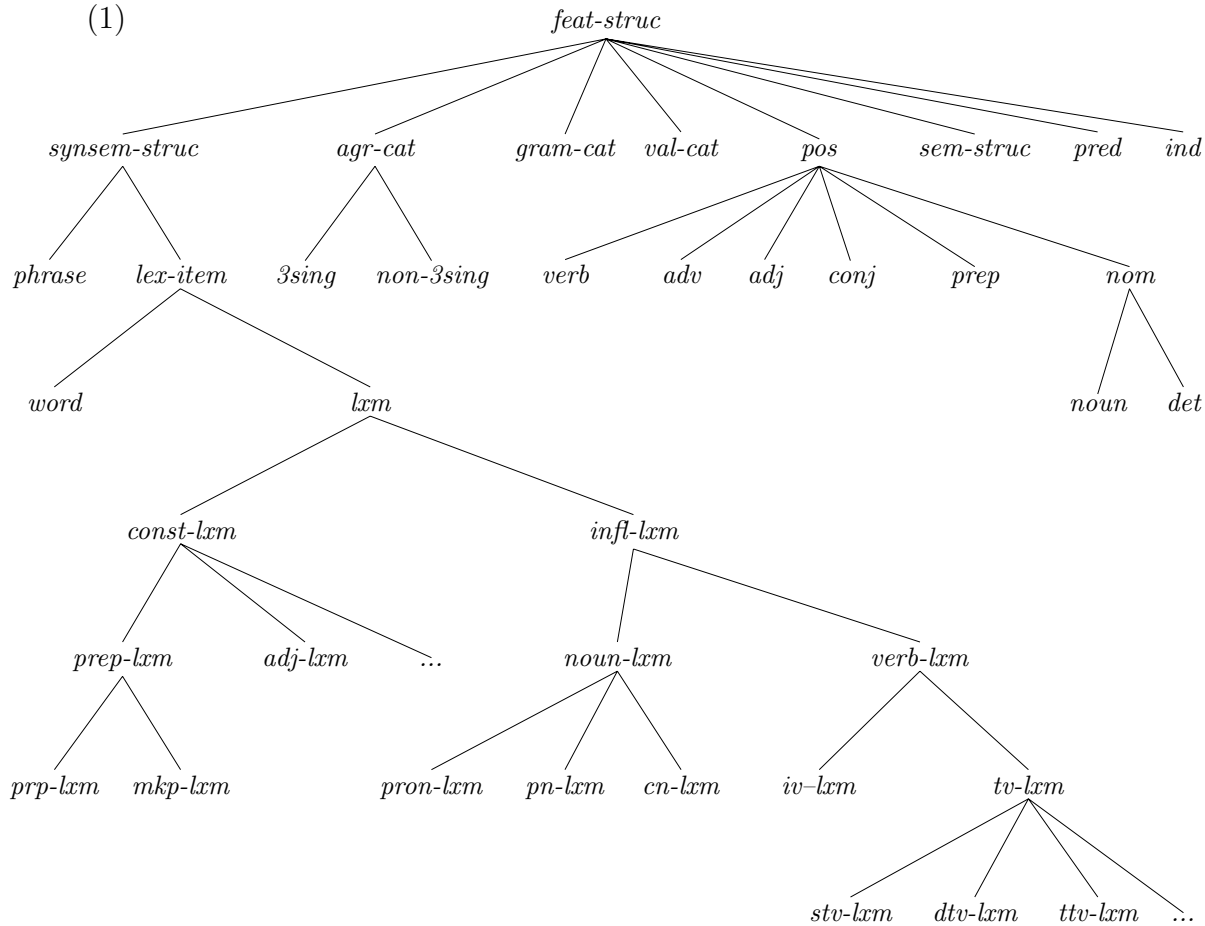 (1) feat-struc
synsem-struc agr-cat gram-cat val-cat pos sem-struc pred ind
phrase lex-item 3sing non-3sing verb adv adj conj prep nom
word lxm noun det
const-lxm infl-lxm
prep-lxm adj-lxm ... noun-lxm verb-lxm
prp-lxm mkp-lxm pron-lxm pn-lxm cn-lxm iv–lxm tv-lxm
stv-lxm dtv-lxm ttv-lxm ...